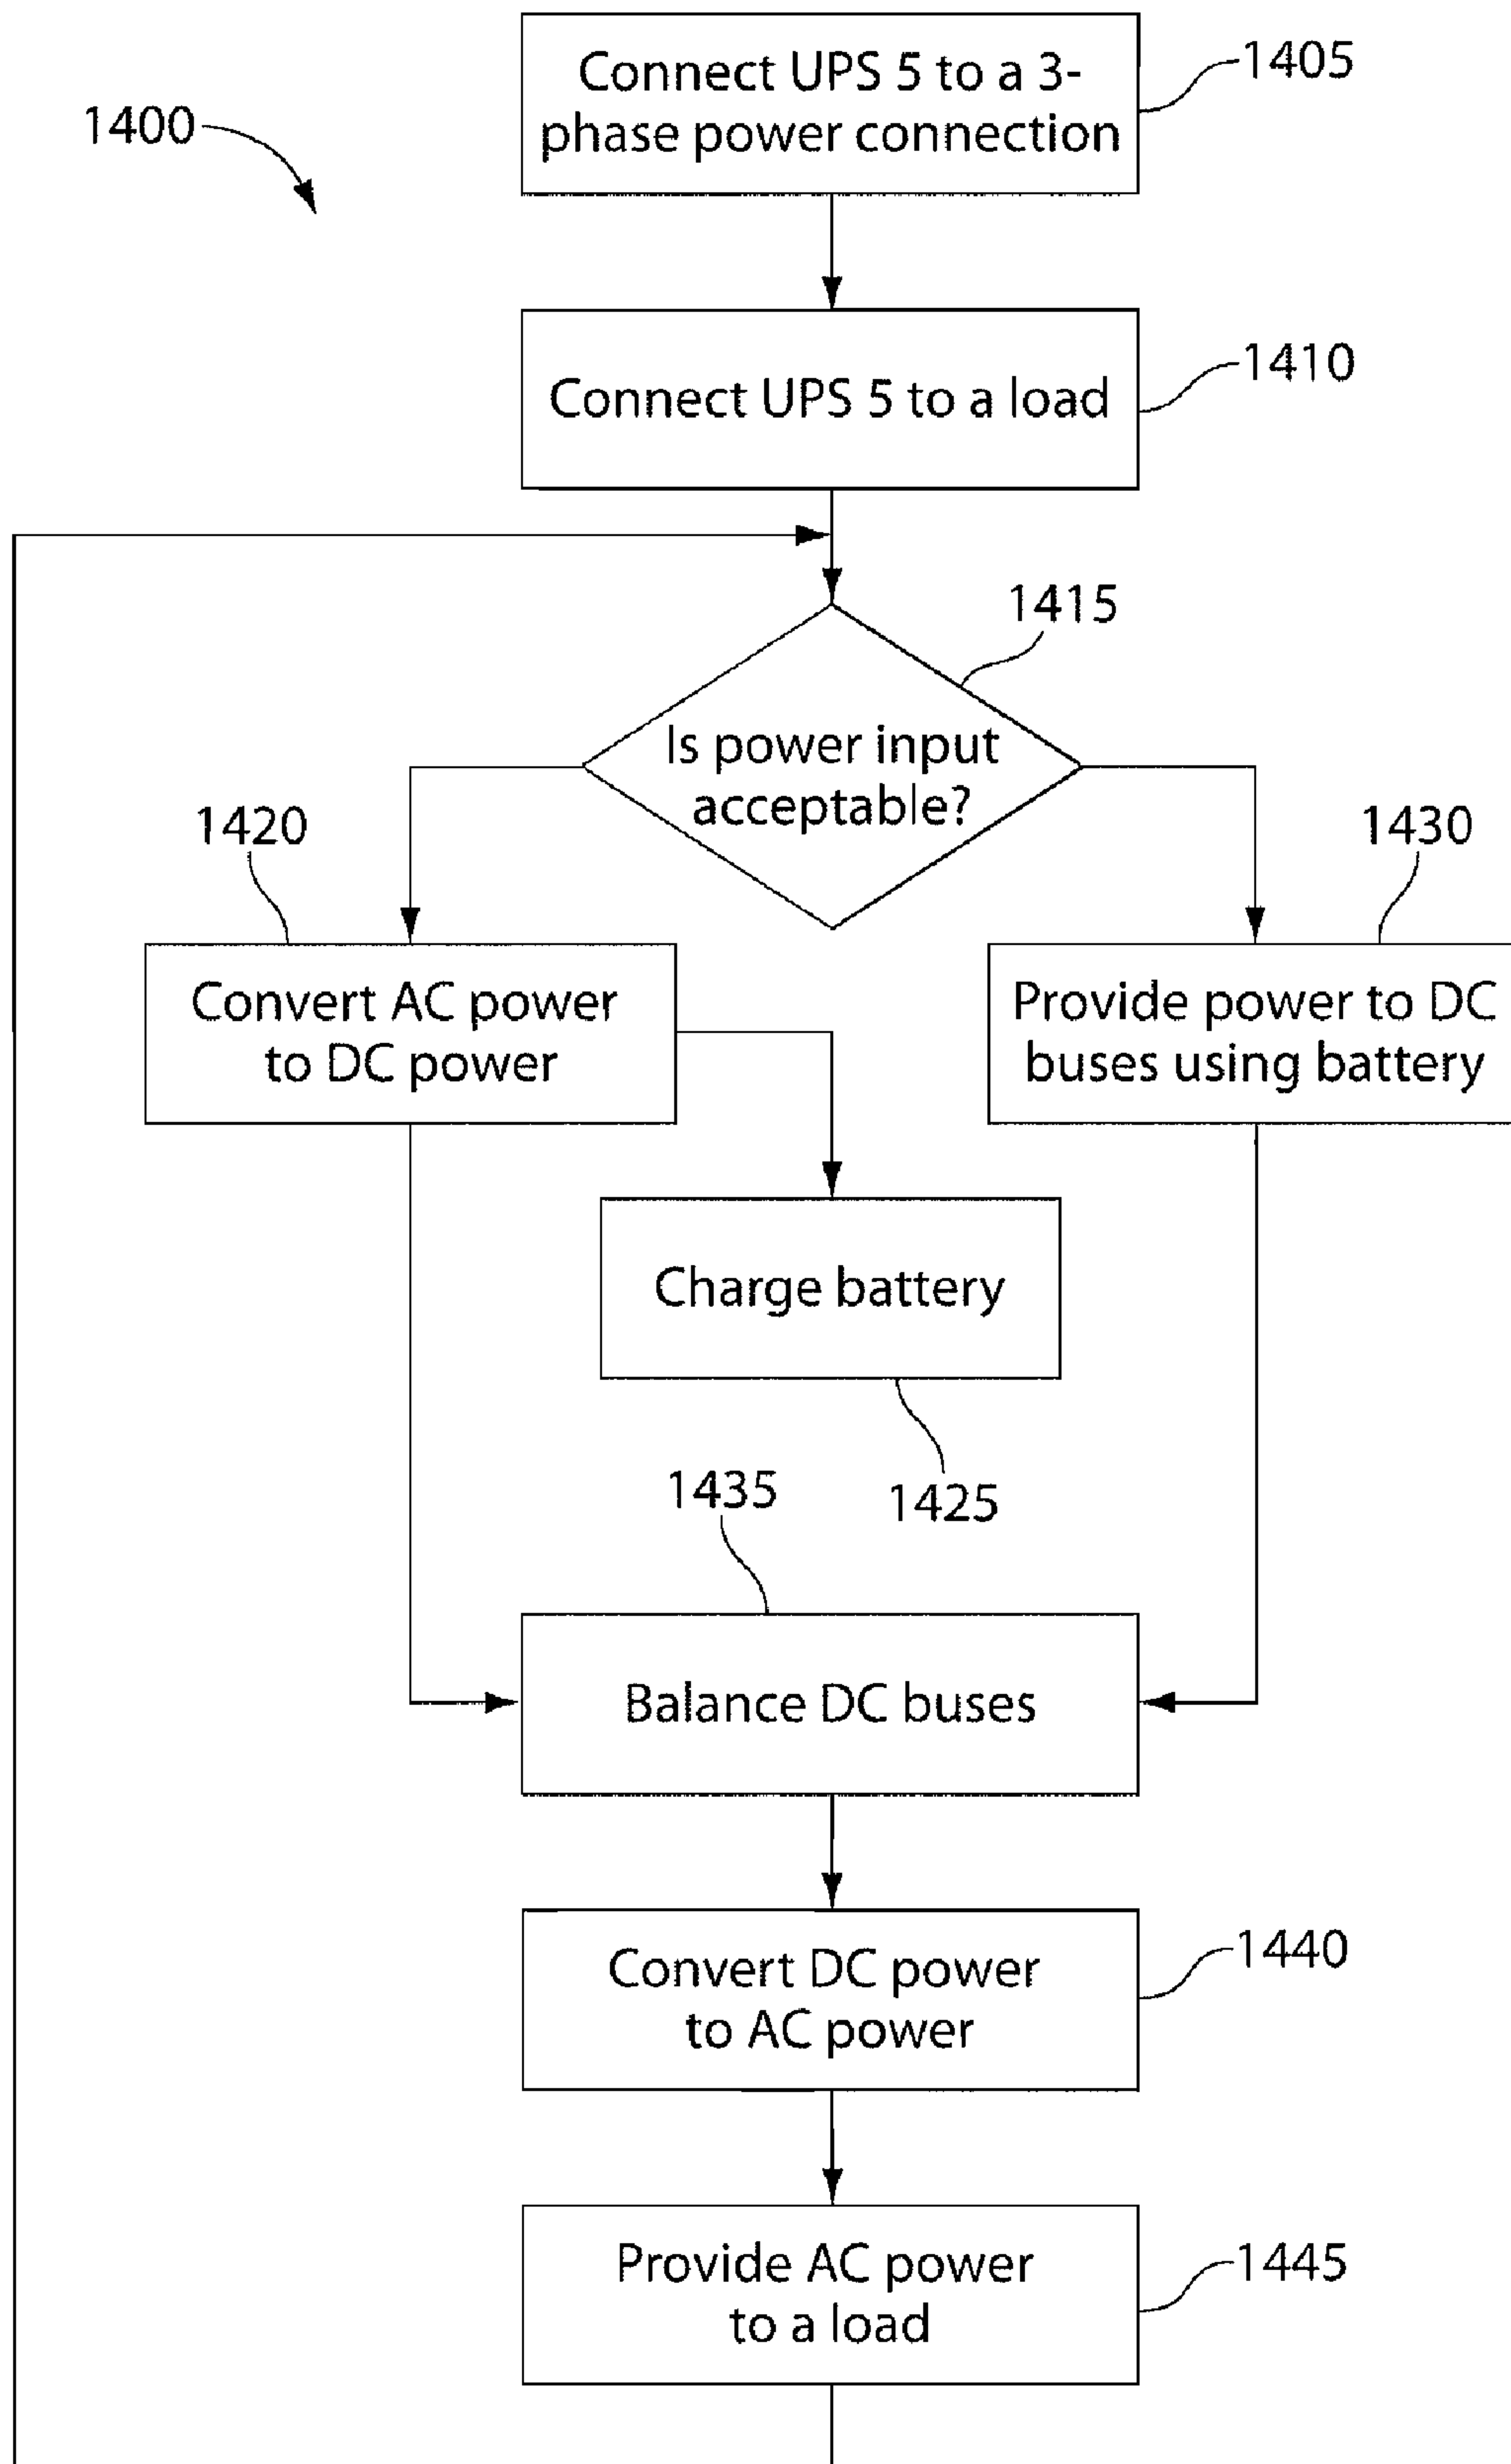 1400
Connect UPS 5 to a 3-
phase power connection
1405
Connect UPS 5 to a load
1410
1415
Is power input
acceptable?
1420
1430
Convert AC power
to DC power
Provide power to DC
buses using battery
Charge battery
1425
1435
Balance DC buses
Convert DC power
to AC power
1440
Provide AC power
to a load
1445